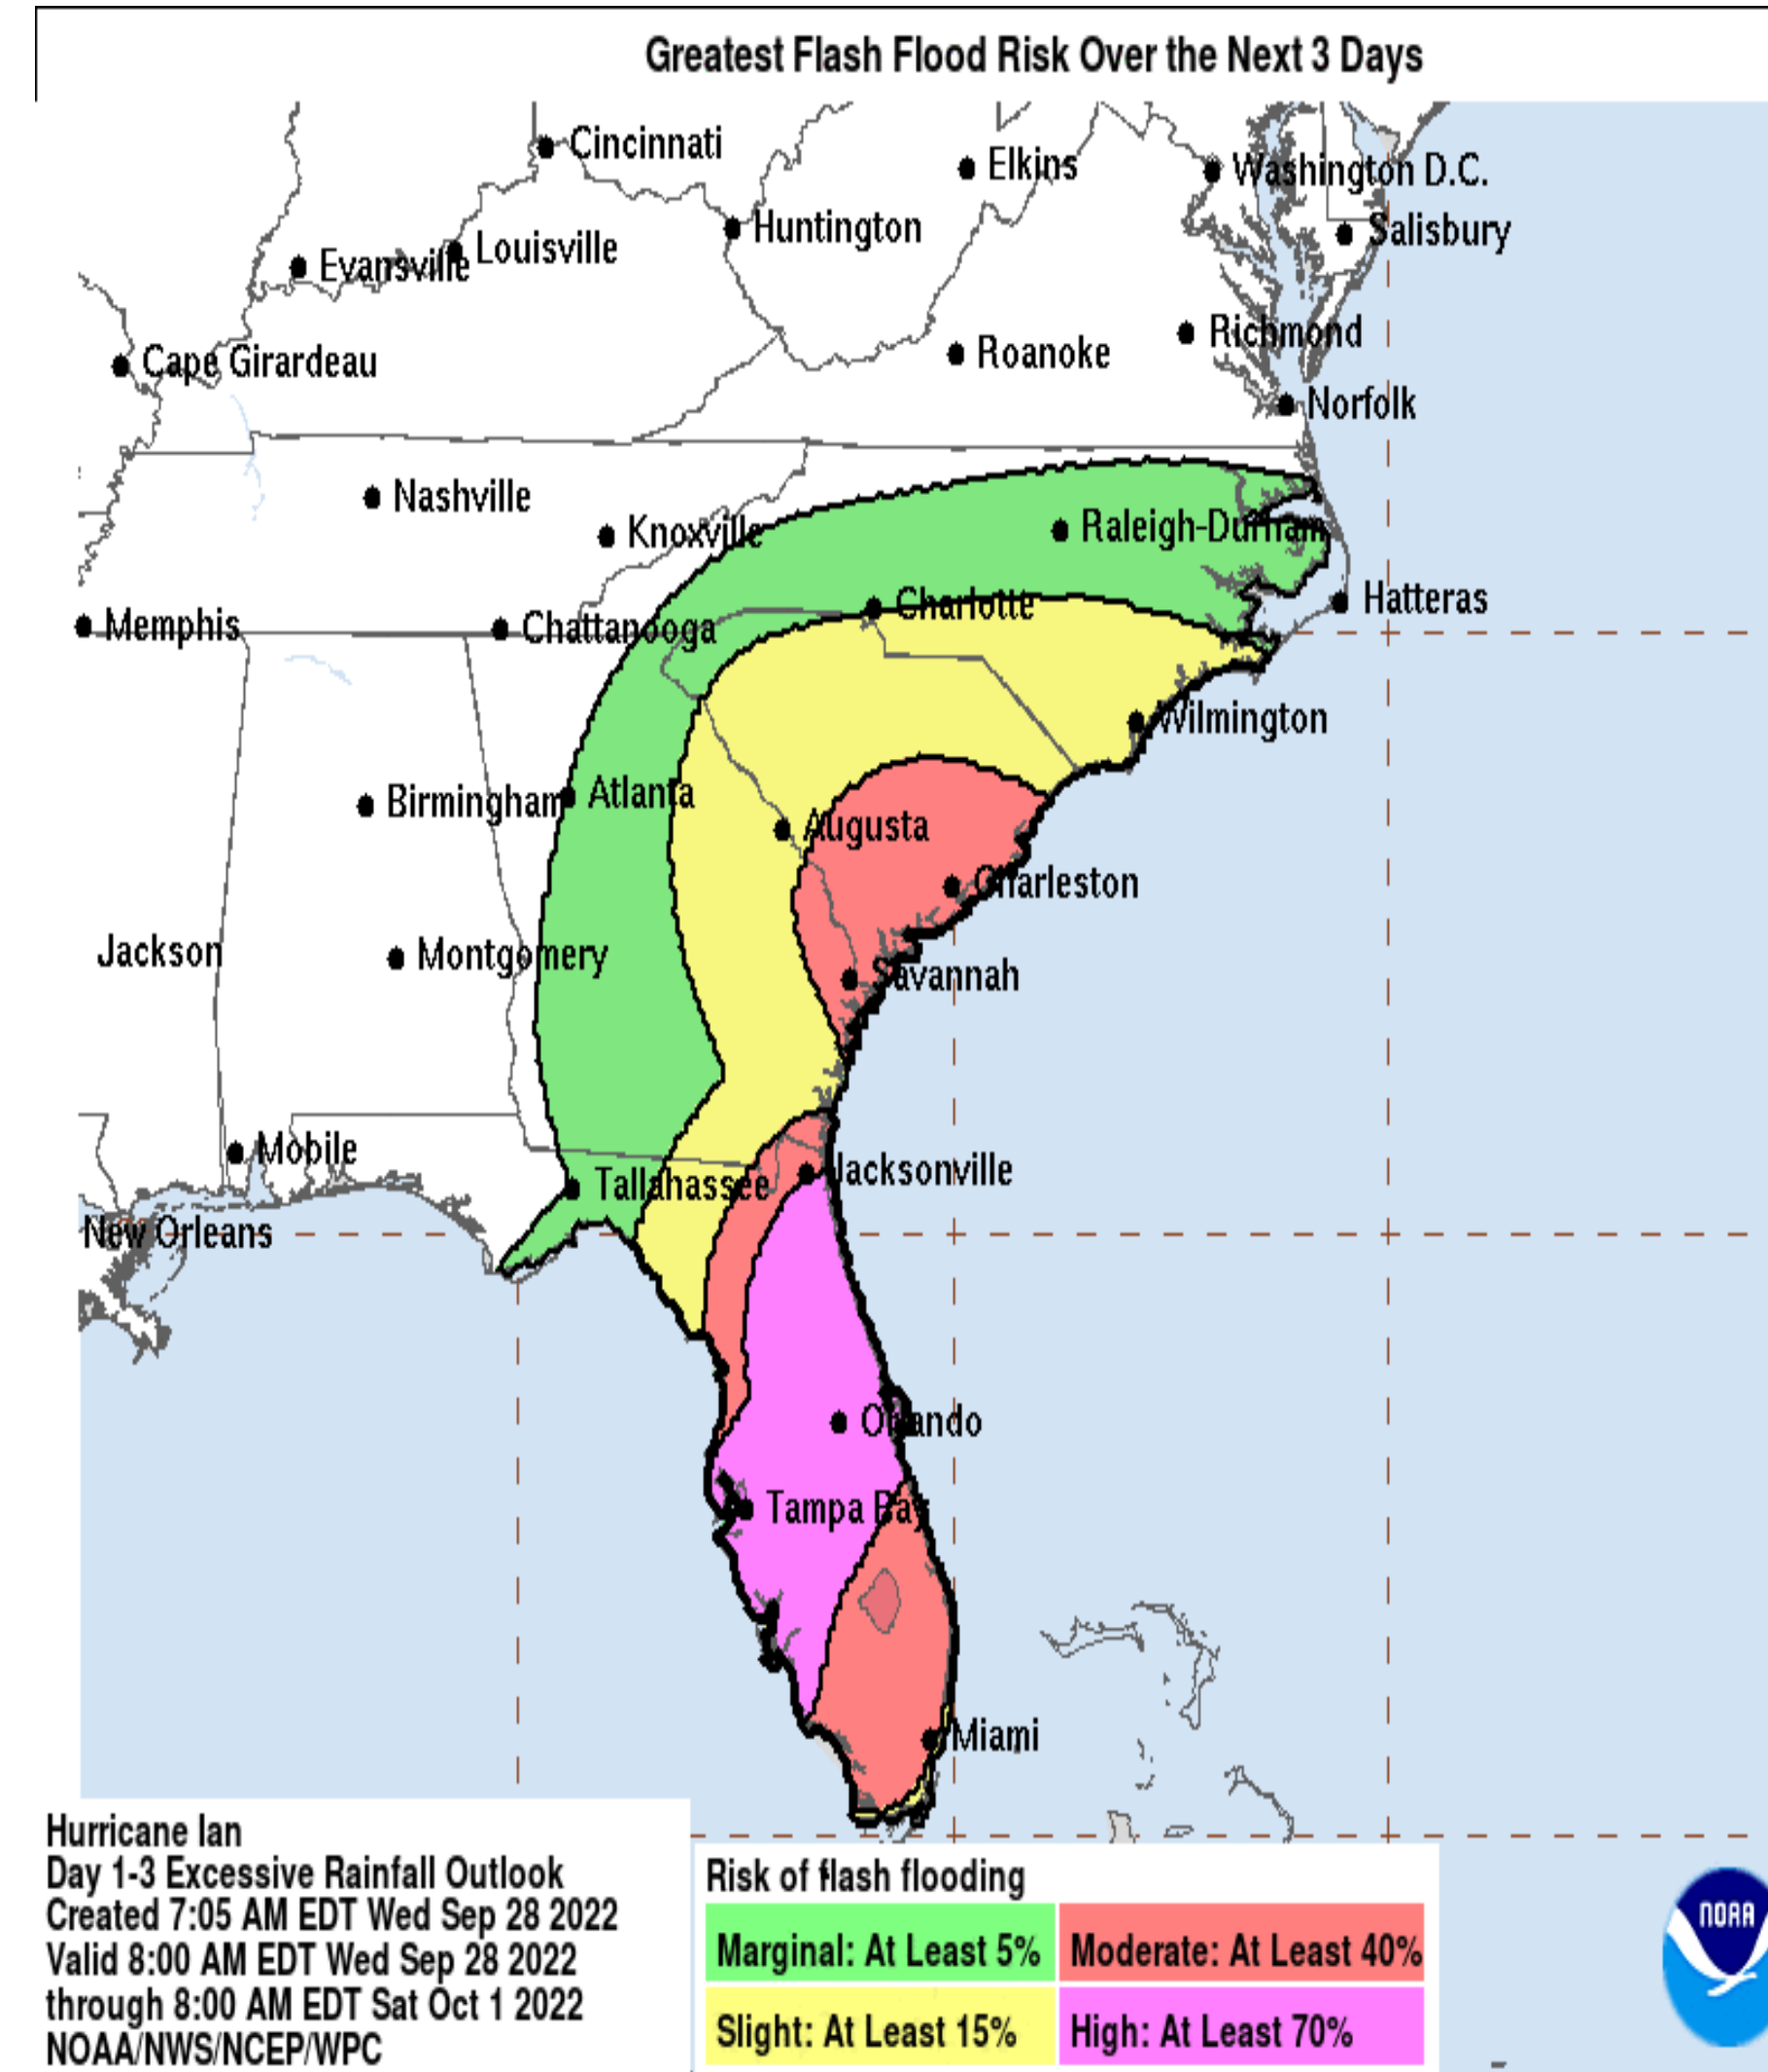 Greatest Flash Flood Risk Over the Next 3 Days
Cincinnati
Elkins
Washington D.C.
Huntington
Salisbury
Louisville
Evansville
Richmond
Roanoke
Cape Girardeau
Norfolk
Nashville
Raleigh-Durham
Knoxville
Hatteras
Charlotte
Memphis
Chattanooga
Wilmington
Atlanta
Birmingham
Augusta
Charleston
Jackson
Montgomery
Savannah
Mobile
Jacksonville
Tallahassee
New Orleans
Orlando
Tampa Bay
Miami
Hurricane Ian
Day 1-3 Excessive Rainfall Outlook
Created 7:05 AM EDT Wed Sep 28 2022
Valid 8:00 AM EDT Wed Sep 28 2022
through 8:00 AM EDT Sat Oct 1 2022
NOAA/NWS/NCEP/WPC
Risk of flash flooding
Marginal: At Least 5%
Moderate: At Least 40%
Slight: At Least 15%
High: At Least 70%
NOAA